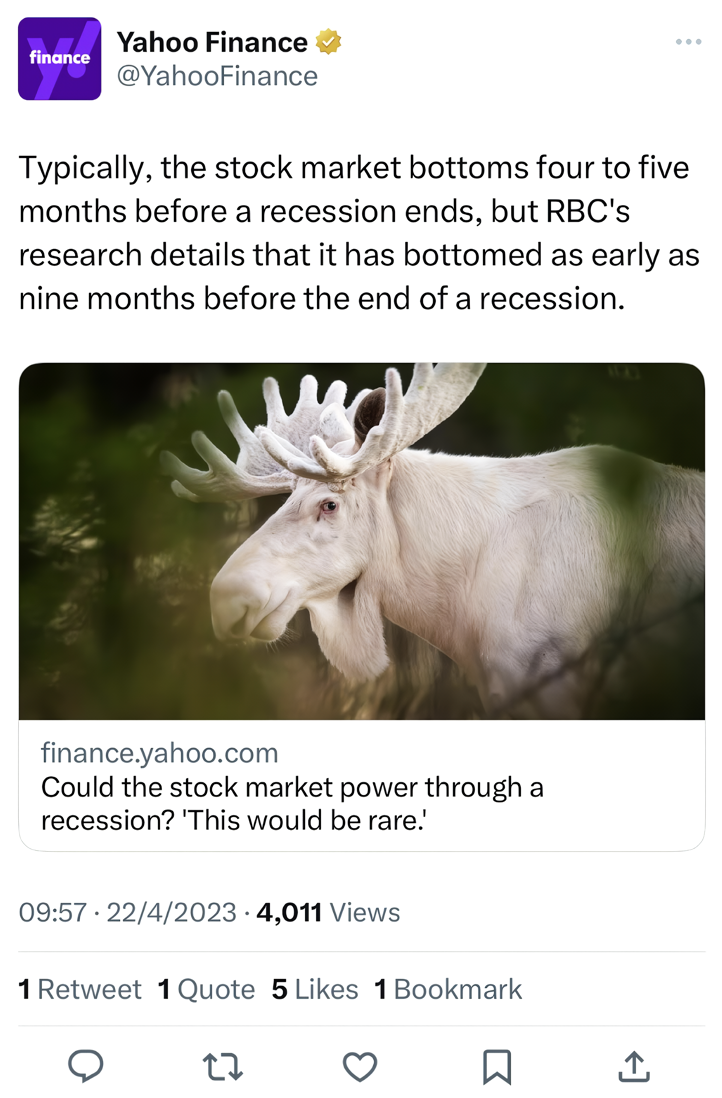 finance
Yahoo Finance
@YahooFinance
Typically, the stock market bottoms four to five
months before a recession ends, but RBC's
research details that it has bottomed as early as
nine months before the end of a recession.
finance.yahoo.com
Could the stock market power through a
recession? 'This would be rare.'
09:57 · 22/4/2023 · 4,011 Views
1 Retweet 1 Quote 5 Likes 1 Bookmark